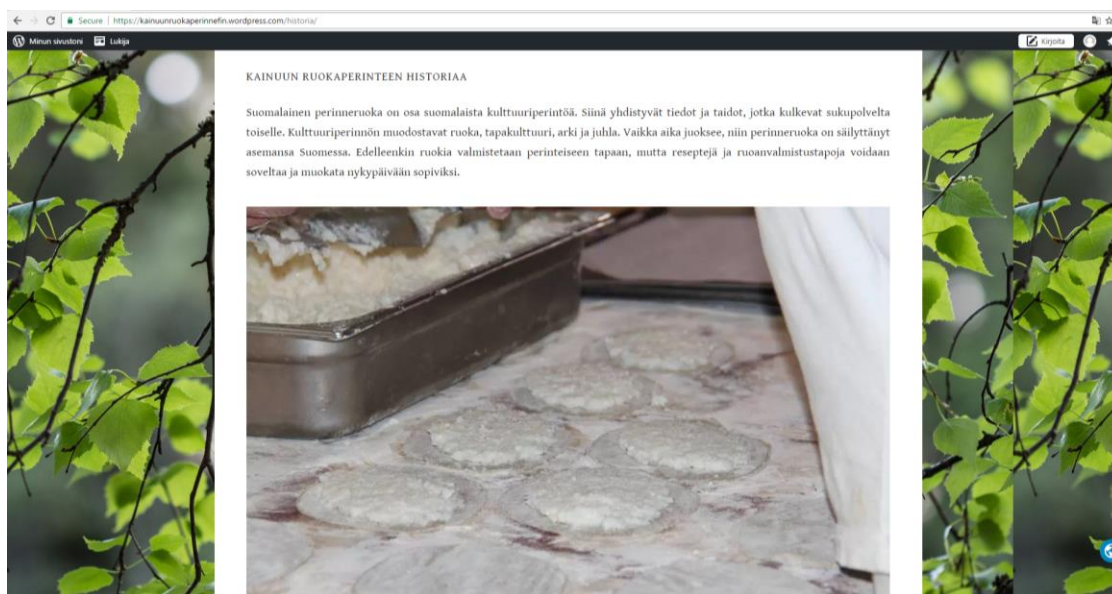 Secure | https://kainuunruokaperinnefin.wordpress.com/historia/
Minun sivustoni Lukija Kirjoita
KAINUUN RUOKAPERINTEEN HISTORIAA
Suomalainen perinneruoka on osa suomalaista kulttuuriperintöä. Siinä yhdistyvät tiedot ja taidot, jotka kulkevat sukupolvelta
toiselle. Kulttuuriperinnön muodostavat ruoka, tapakulttuuri, arki ja juhla. Vaikka aika juoksee, niin perinneruoka on säilyttänyt
asemansa Suomessa. Edelleenkin ruokia valmistetaan perinteiseen tapaan, mutta reseptejä ja ruoanvalmistustapoja voidaan
soveltaa ja muokata nykypäivään sopiviksi.